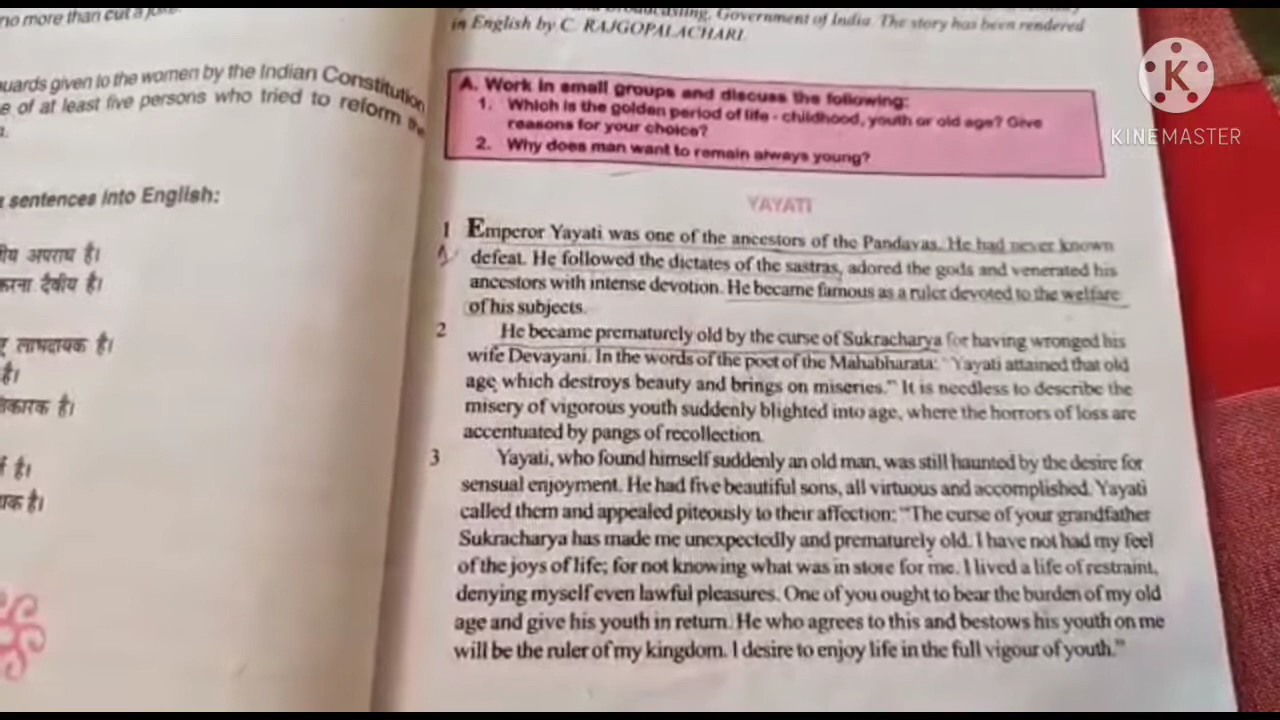 no more than cut a joke.
guards given to the women by the Indian Constitution
e of at least five persons who tried to reform the
sentences into English:
अपराध है।
करना दैवीय है।
लाभदायक है।
है।
है।
है।
है।
Broadcasting, Government of India. The story has been rendered
in English by C. RAJGOPALACHARI.
A. Work in small groups and discuss the following:
1. Which is the golden period of life - childhood, youth or old age? Give
reasons for your choice?
2. Why does man want to remain always young?
YAYATI
1 Emperor Yayati was one of the ancestors of the Pandavas. He had never known
defeat. He followed the dictates of the sastras, adored the gods and venerated his
ancestors with intense devotion. He became famous as a ruler devoted to the welfare
of his subjects.
2 He became prematurely old by the curse of Sukracharya for having wronged his
wife Devayani. In the words of the poet of the Mahabharata: "Yayati attained that old
age which destroys beauty and brings on miseries." It is needless to describe the
misery of vigorous youth suddenly blighted into age, where the horrors of loss are
accentuated by pangs of recollection.
3 Yayati, who found himself suddenly an old man, was still haunted by the desire for
sensual enjoyment. He had five beautiful sons, all virtuous and accomplished. Yayati
called them and appealed piteously to their affection: "The curse of your grandfather
Sukracharya has made me unexpectedly and prematurely old. I have not had my feel
of the joys of life; for not knowing what was in store for me. I lived a life of restraint,
denying myself even lawful pleasures. One of you ought to bear the burden of my old
age and give his youth in return. He who agrees to this and bestows his youth on me
will be the ruler of my kingdom. I desire to enjoy life in the full vigour of youth."
K
KINEMASTER